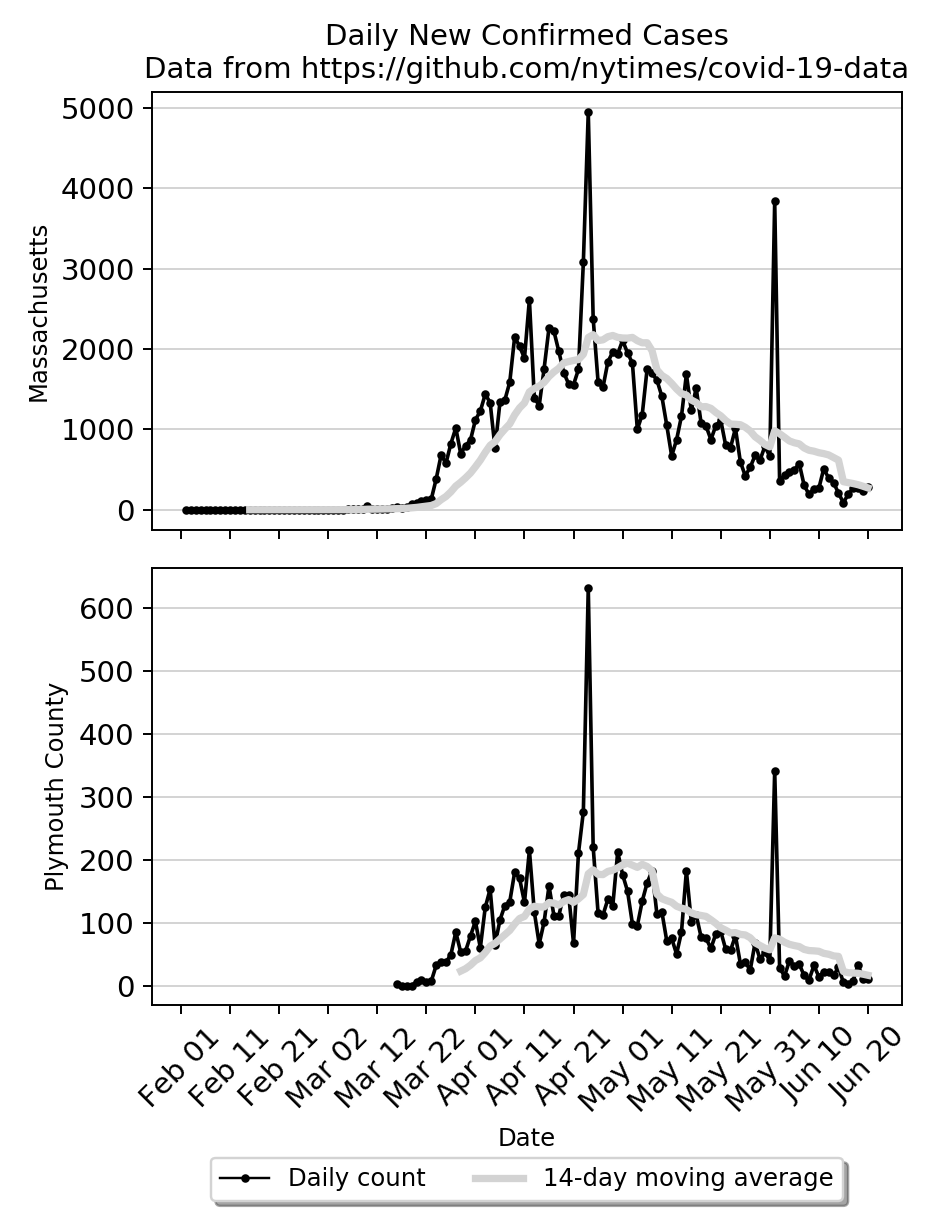 Daily New Confirmed Cases
Data from https://github.com/nytimes/covid-19-data
5000
4000
3000
2000
1000
0
Massachusetts
600
500
400
300
200
100
0
Plymouth County
Feb 01
Feb 11
Feb 21
Mar 02
Mar 12
Mar 22
Apr 01
Apr 11
Apr 21
May 01
May 11
May 21
May 31
Jun 10
Jun 20
Date
Daily count
14-day moving average